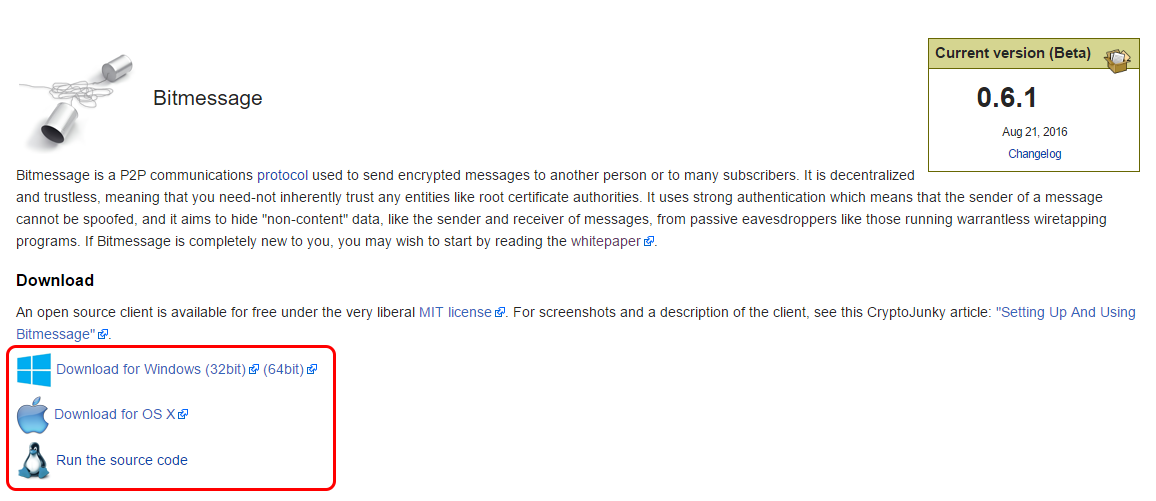 Current version (Beta)
0.6.1
Aug 21, 2016
Changelog
Bitmessage
Bitmessage is a P2P communications protocol used to send encrypted messages to another person or to many subscribers. It is decentralized
and trustless, meaning that you need-not inherently trust any entities like root certificate authorities. It uses strong authentication which means that the sender of a message
cannot be spoofed, and it aims to hide "non-content" data, like the sender and receiver of messages, from passive eavesdroppers like those running warrantless wiretapping
programs. If Bitmessage is completely new to you, you may wish to start by reading the whitepaper.
Download
An open source client is available for free under the very liberal MIT license. For screenshots and a description of the client, see this CryptoJunky article: "Setting Up And Using
Bitmessage".
Download for Windows (32bit) (64bit)
Download for OS X
Run the source code